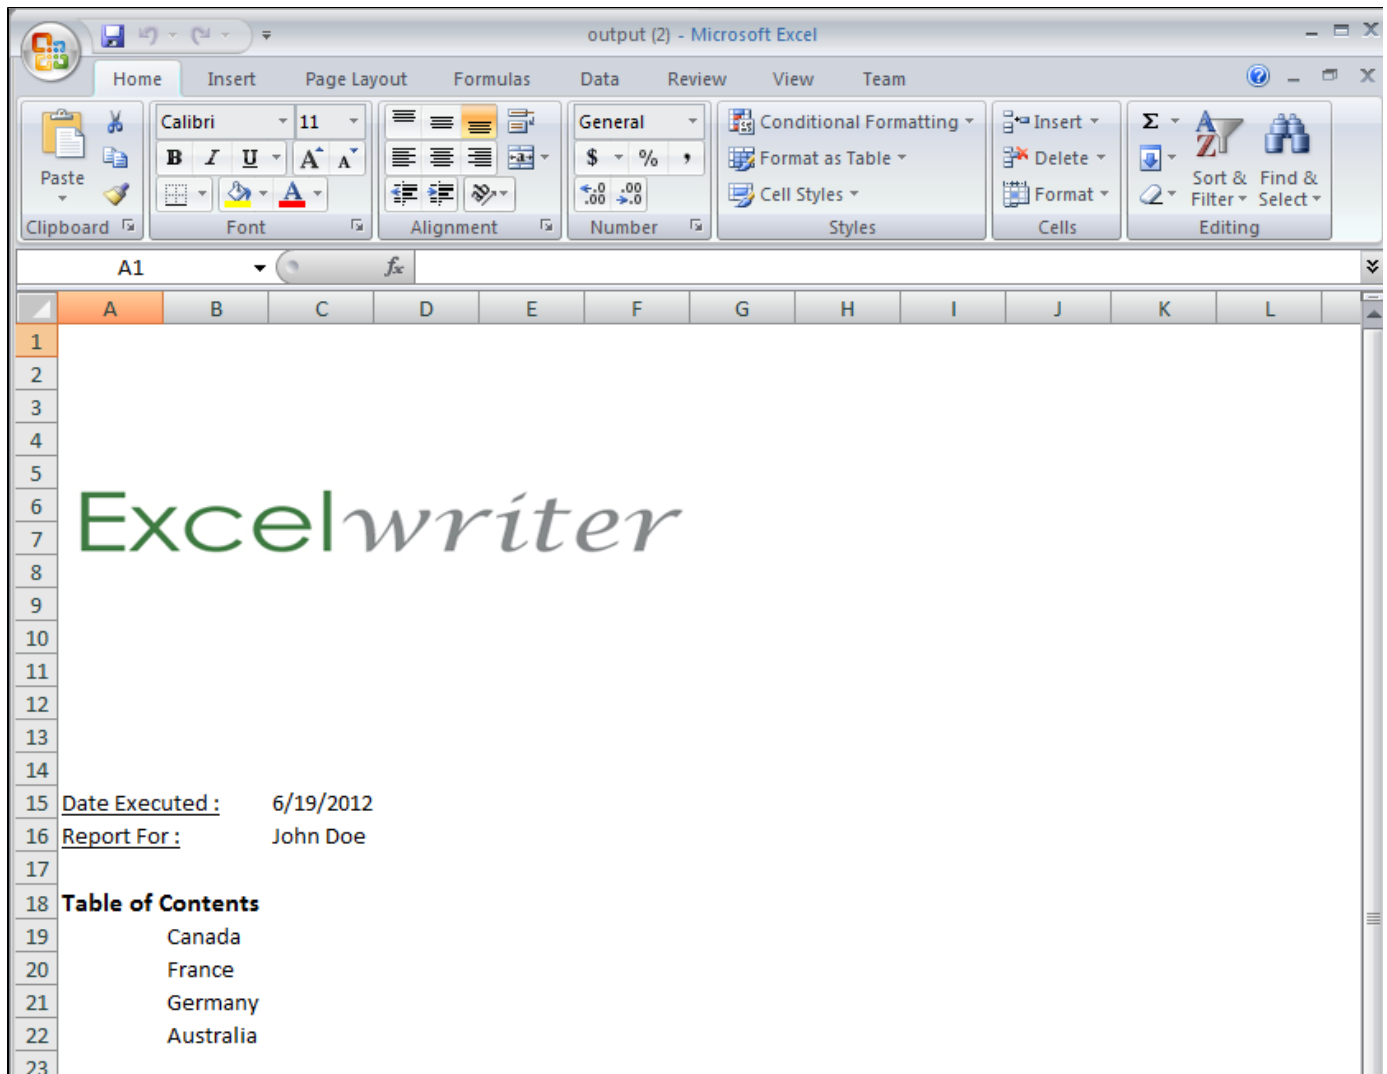 output (2) - Microsoft Excel
Home Insert Page Layout Formulas Data Review View Team
Calibri 11 General Conditional Formatting Insert Σ
B I U A A $ % , Format as Table Delete
Paste Cell Styles Format Sort & Filter Find & Select
Clipboard Font Alignment Number Styles Cells Editing
A1 fx
A B C D E F G H I J K L
1
2
3
4
5
6
Excelwriter
7
8
9
10
11
12
13
14
15 Date Executed : 6/19/2012
16 Report For : John Doe
17
18 Table of Contents
19 Canada
20 France
21 Germany
22 Australia
23